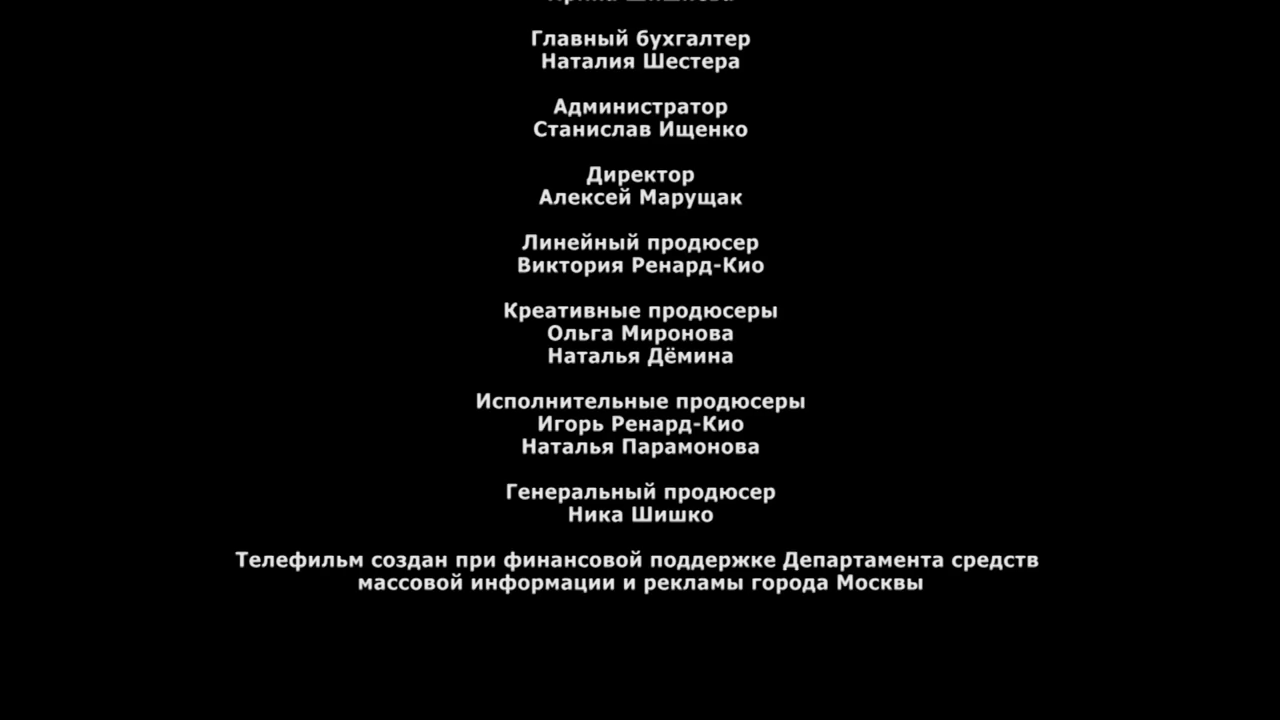 Главный бухгалтер
Наталия Шестера
Администратор
Станислав Ищенко
Директор
Алексей Марущак
Линейный продюсер
Виктория Ренард-Кио
Креативные продюсеры
Ольга Миронова
Наталья Дёмина
Исполнительные продюсеры
Игорь Ренард-Кио
Наталья Парамонова
Генеральный продюсер
Ника Шишко
Телефильм создан при финансовой поддержке Департамента средств
массовой информации и рекламы города Москвы